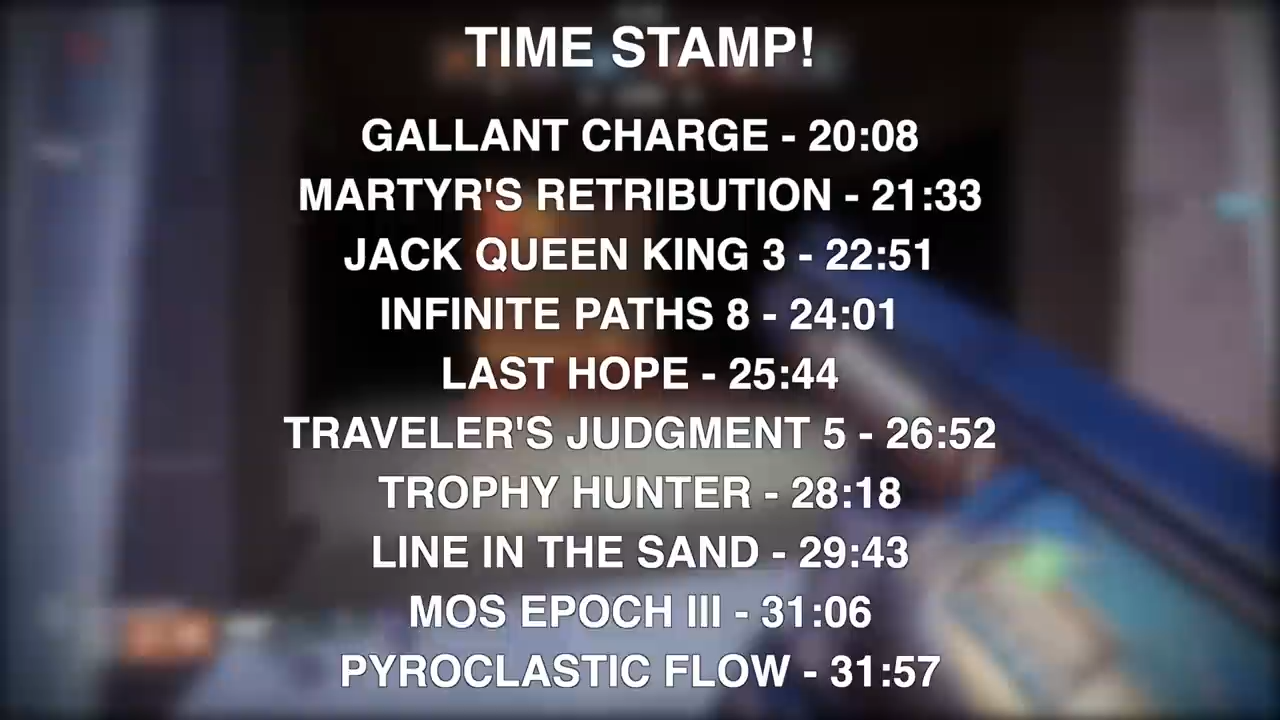 TIME STAMP!
GALLANT CHARGE - 20:08
MARTYR'S RETRIBUTION - 21:33
JACK QUEEN KING 3 - 22:51
INFINITE PATHS 8 - 24:01
LAST HOPE - 25:44
TRAVELER'S JUDGMENT 5 - 26:52
TROPHY HUNTER - 28:18
LINE IN THE SAND - 29:43
MOS EPOCH III - 31:06
PYROCLASTIC FLOW - 31:57